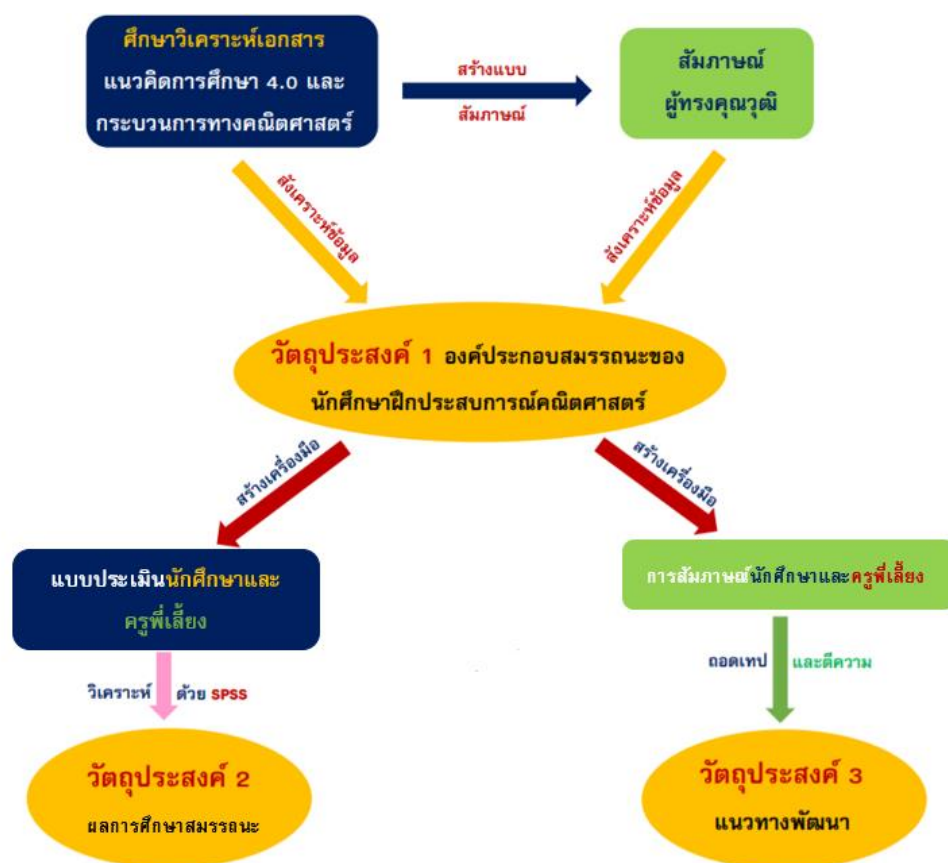 ศึกษาวิเคราะห์เอกสาร
แนวคิดการศึกษา 4.0 และ
กระบวนการทางคณิตศาสตร์
สร้างแบบ
สัมภาษณ์
สัมภาษณ์
ผู้ทรงคุณวุฒิ
สังเคราะห์ข้อมูล
สังเคราะห์ข้อมูล
วัตถุประสงค์ 1 องค์ประกอบสมรรถนะของ
นักศึกษาฝึกประสบการณ์คณิตศาสตร์
สร้างเครื่องมือ
สร้างเครื่องมือ
แบบประเมินนักศึกษาและ
ครูพี่เลี้ยง
การสัมภาษณ์นักศึกษาและครูพี่เลี้ยง
วิเคราะห์ ด้วย SPSS
ถอดเทป และตีความ
วัตถุประสงค์ 2
ผลการศึกษาสมรรถนะ
วัตถุประสงค์ 3
แนวทางพัฒนา